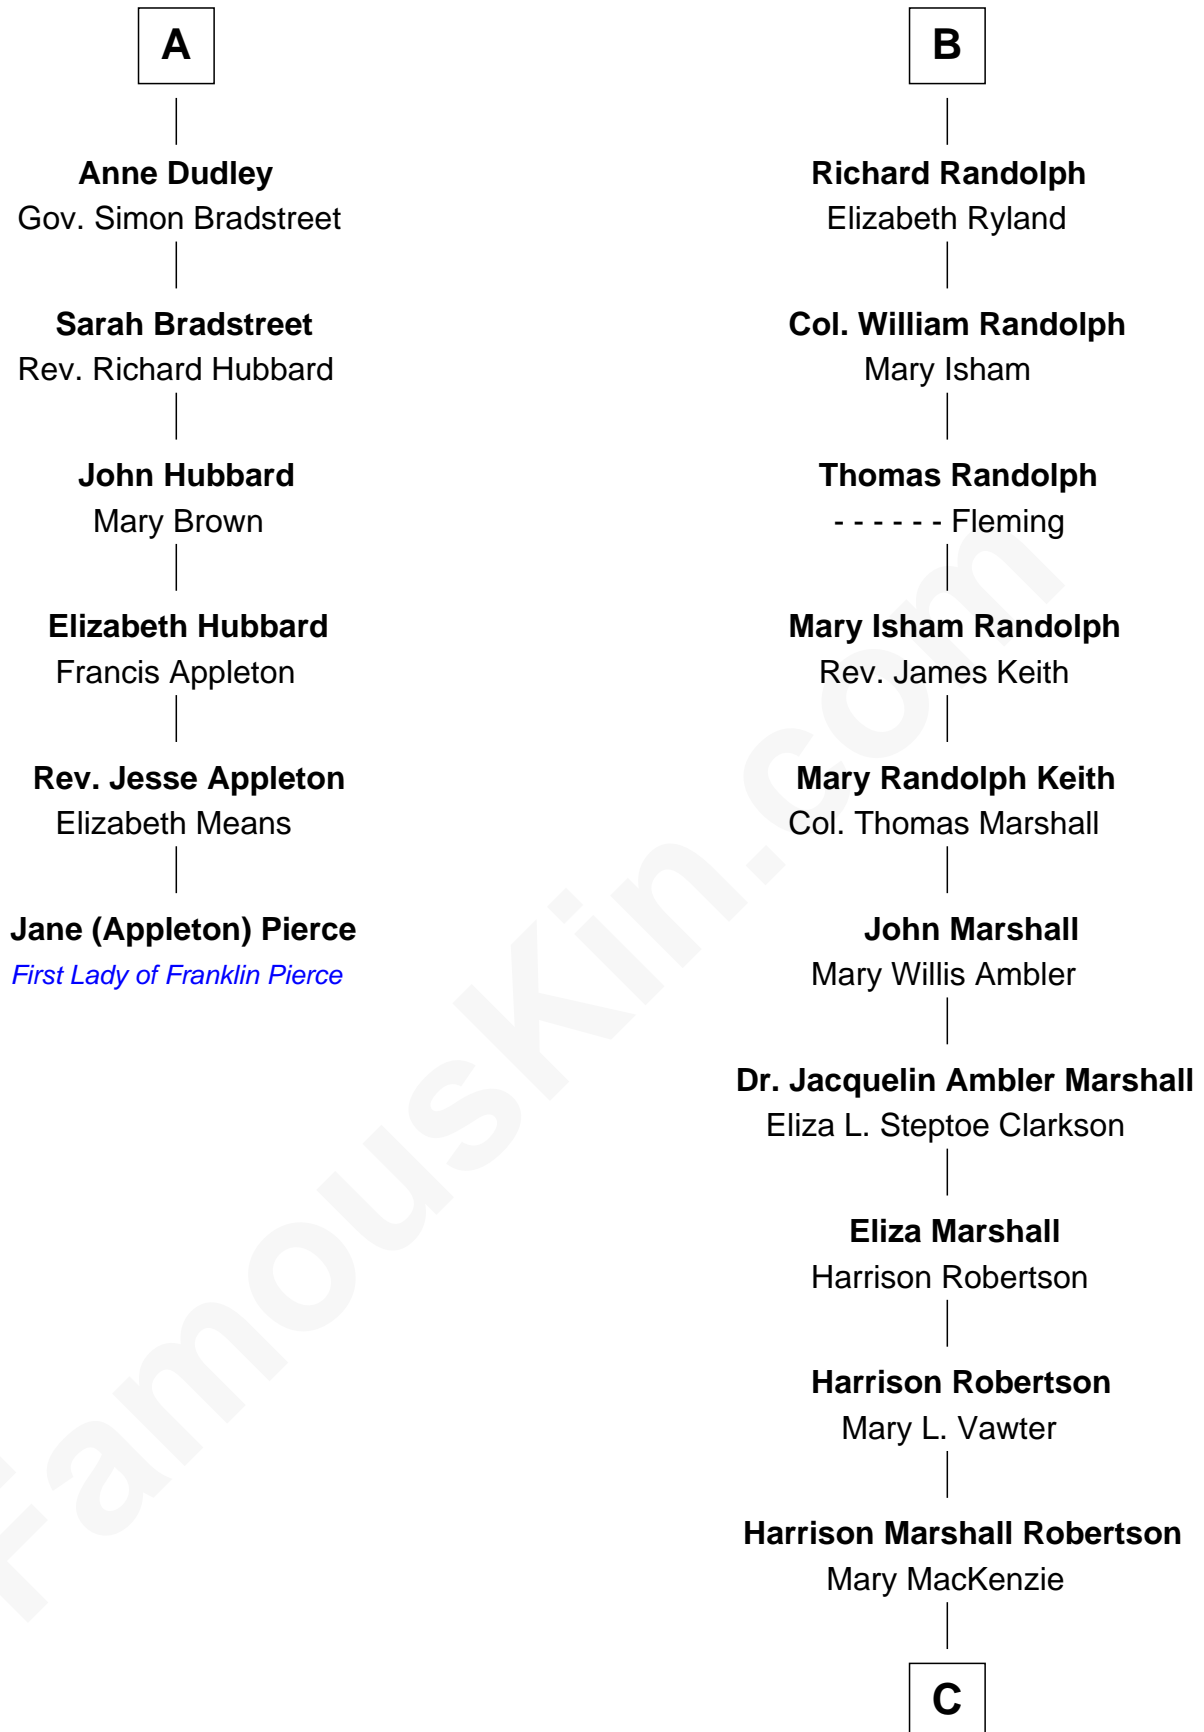 A
Anne Dudley
Gov. Simon Bradstreet
Sarah Bradstreet
Rev. Richard Hubbard
John Hubbard
Mary Brown
Elizabeth Hubbard
Francis Appleton
Rev. Jesse Appleton
Elizabeth Means
Jane (Appleton) Pierce
First Lady of Franklin Pierce
B
Richard Randolph
Elizabeth Ryland
Col. William Randolph
Mary Isham
Thomas Randolph
- - - - - - Fleming
Mary Isham Randolph
Rev. James Keith
Mary Randolph Keith
Col. Thomas Marshall
John Marshall
Mary Willis Ambler
Dr. Jacquelin Ambler Marshall
Eliza L. Steptoe Clarkson
Eliza Marshall
Harrison Robertson
Harrison Robertson
Mary L. Vawter
Harrison Marshall Robertson
Mary MacKenzie
C
FamousKin.com